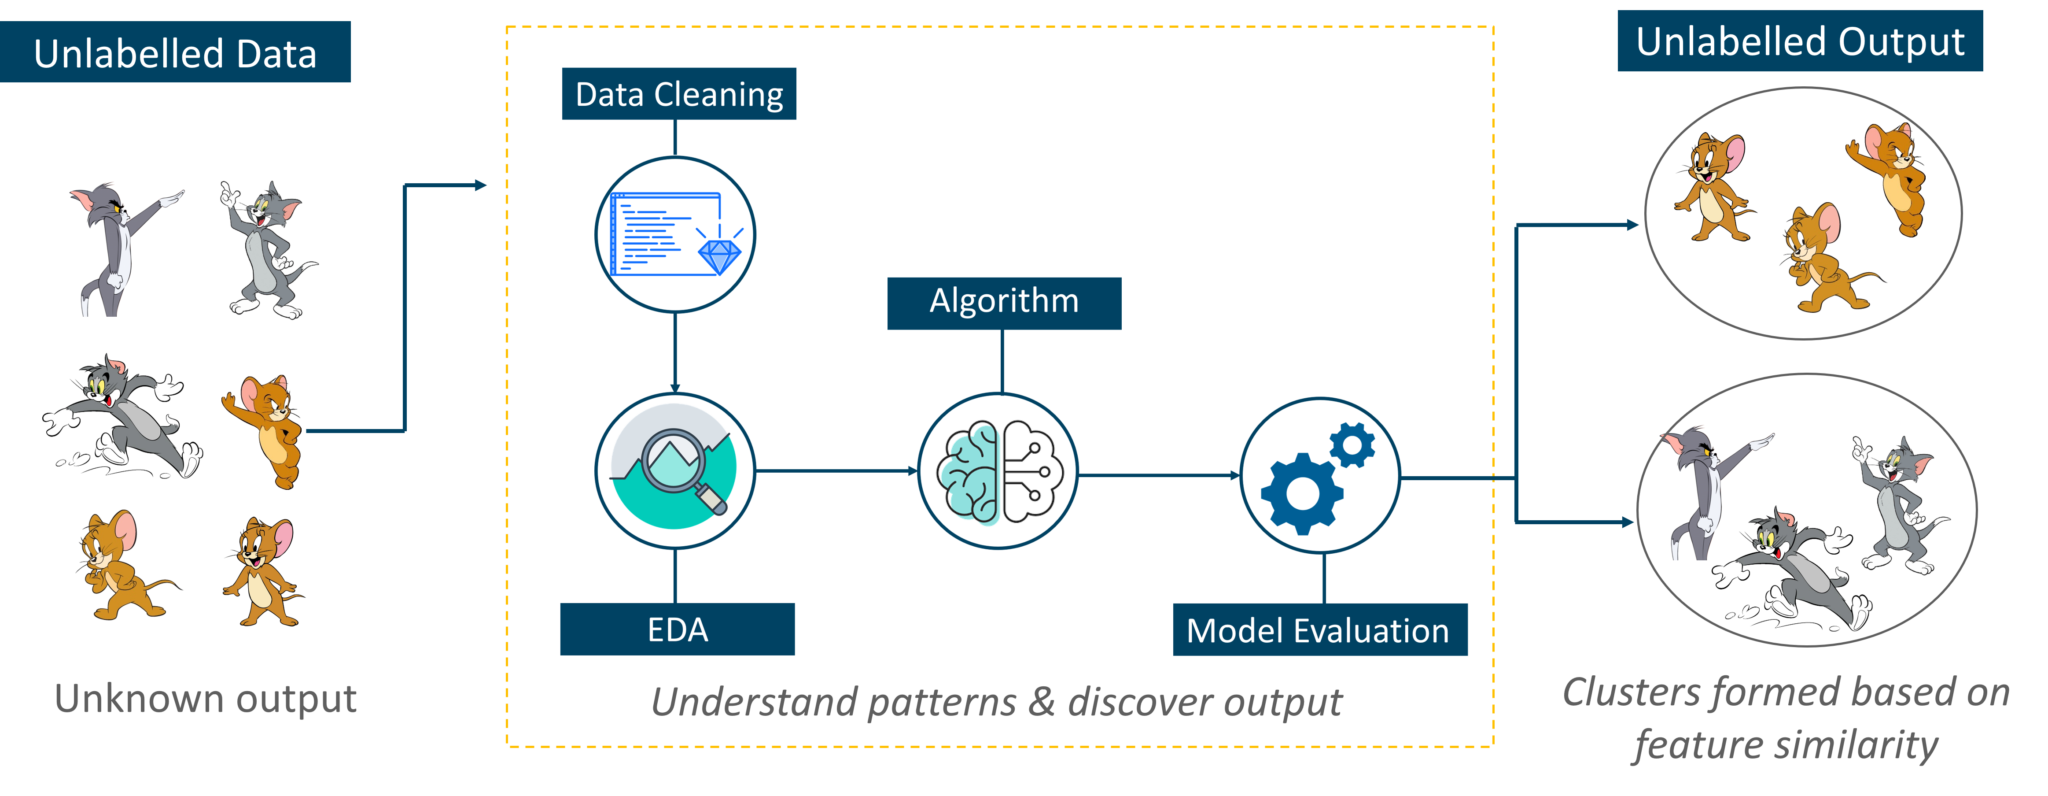 Unlabelled Data
Unknown output
Data Cleaning
EDA
Algorithm
Model Evaluation
Understand patterns & discover output
Unlabelled Output
Clusters formed based on
feature similarity